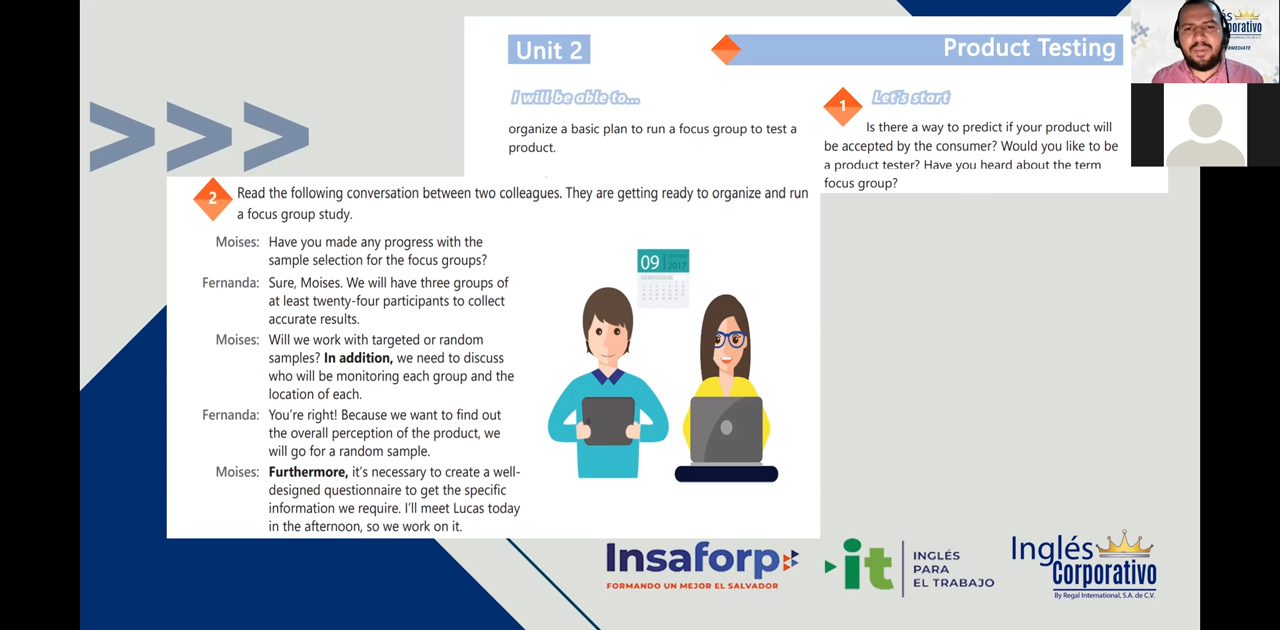 Unit 2
Product Testing
I will be able to...
organize a basic plan to run a focus group to test a
product.
1
Let's start
Is there a way to predict if your product will
be accepted by the consumer? Would you like to be
a product tester? Have you heard about the term
focus group?
2
Read the following conversation between two colleagues. They are getting ready to organize and run
a focus group study.
Moises: Have you made any progress with the
sample selection for the focus groups?
Fernanda: Sure, Moises. We will have three groups of
at least twenty-four participants to collect
accurate results.
Moises: Will we work with targeted or random
samples? In addition, we need to discuss
who will be monitoring each group and the
location of each.
Fernanda: You're right! Because we want to find out
the overall perception of the product, we
will go for a random sample.
Moises: Furthermore, it's necessary to create a well-
designed questionnaire to get the specific
information we require. I'll meet Lucas today
in the afternoon, so we work on it.
09
2017
Insaforp
FORMANDO UN MEJOR EL SALVADOR
it
INGLÉS
PARA
EL TRABAJO
Inglés
Corporativo
By Regal International, S.A. de C.V.